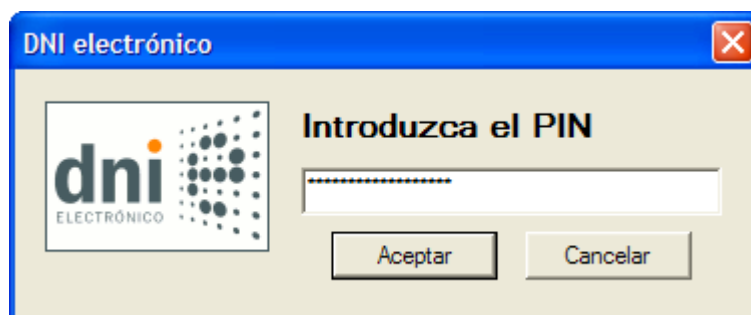 DNI electrónico
Introduzca el PIN
dni
ELECTRÓNICO
******************
Aceptar
Cancelar